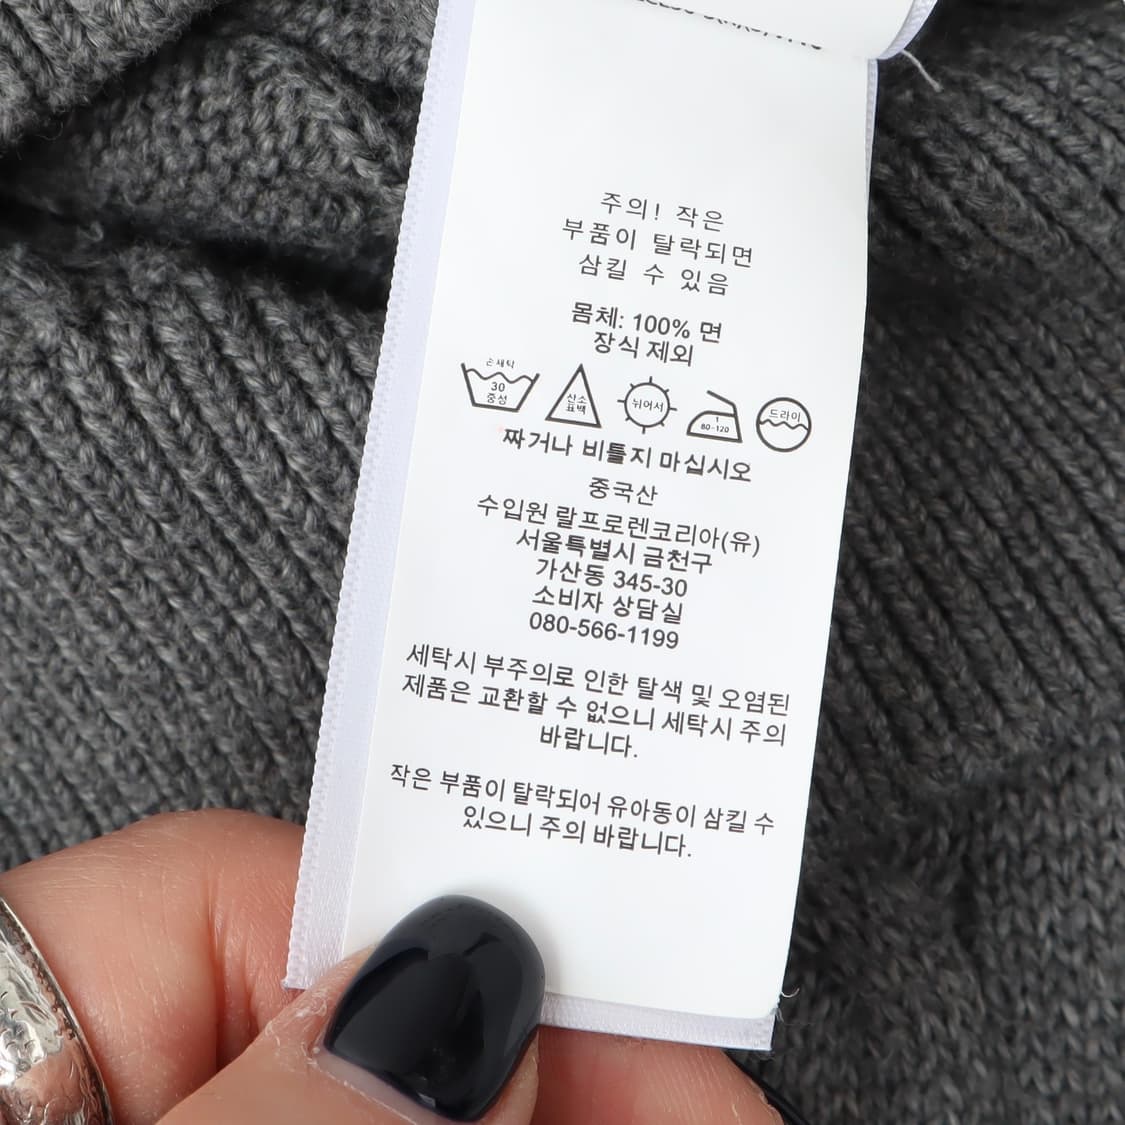 주의! 작은
부품이 탈락되면
삼킬 수 있음
몸체: 100% 면
장식 제외
손세탁
30
중성
산소
표백
뉘어서
1
80-120
드라이
짜거나 비틀지 마십시오
중국산
수입원 랄프로렌코리아(유)
서울특별시 금천구
가산동 345-30
소비자 상담실
080-566-1199
세탁시 부주의로 인한 탈색 및 오염된
제품은 교환할 수 없으니 세탁시 주의
바랍니다.
작은 부품이 탈락되어 유아동이 삼킬 수
있으니 주의 바랍니다.